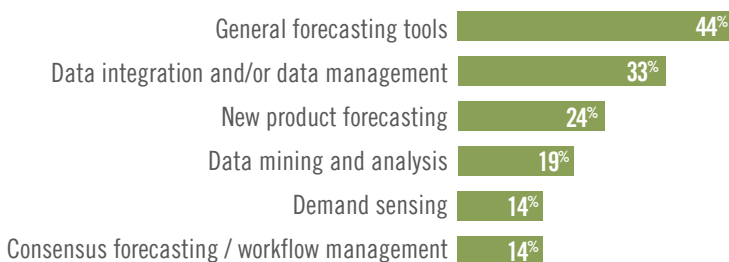 General forecasting tools 44%
Data integration and/or data management 33%
New product forecasting 24%
Data mining and analysis 19%
Demand sensing 14%
Consensus forecasting / workflow management 14%